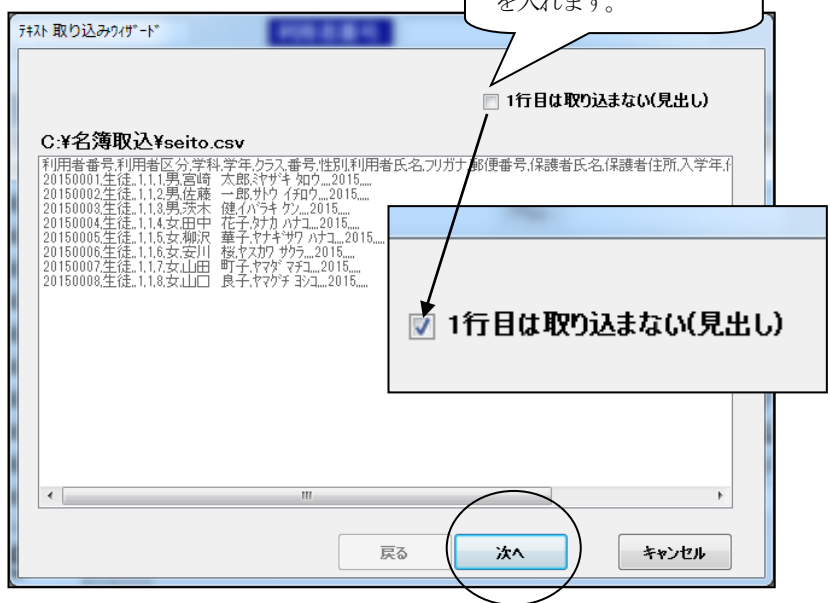 を入れます。
テキスト取り込みウィザード
1行目は取り込まない(見出し)
C:¥名簿取込¥seito.csv
利用者番号,利用者区分,学科,学年,クラス,番号,性別,利用者氏名,フリガナ,郵便番号,保護者氏名,保護者住所,入学年,
20150001,生徒,,1,1,1,男,宮崎 太郎,ミヤザキ タロウ,,,,2015,,,,,
20150002,生徒,,1,1,2,男,佐藤 一郎,サトウ イチロウ,,,,2015,,,,,
20150003,生徒,,1,1,3,男,茨木 健,イバラキ ケン,,,,2015,,,,,
20150004,生徒,,1,1,4,女,田中 花子,タナカ ハナコ,,,,2015,,,,,
20150005,生徒,,1,1,5,女,柳沢 華子,ヤナギサワ ハナコ,,,,2015,,,,,
20150006,生徒,,1,1,6,女,安川 桜,ヤスカワ サクラ,,,,2015,,,,,
20150007,生徒,,1,1,7,女,山田 町子,ヤマダ マチコ,,,,2015,,,,,
20150008,生徒,,1,1,8,女,山口 良子,ヤマグチ ヨシコ,,,,2015,,,,,
1行目は取り込まない(見出し)
戻る
次へ
キャンセル